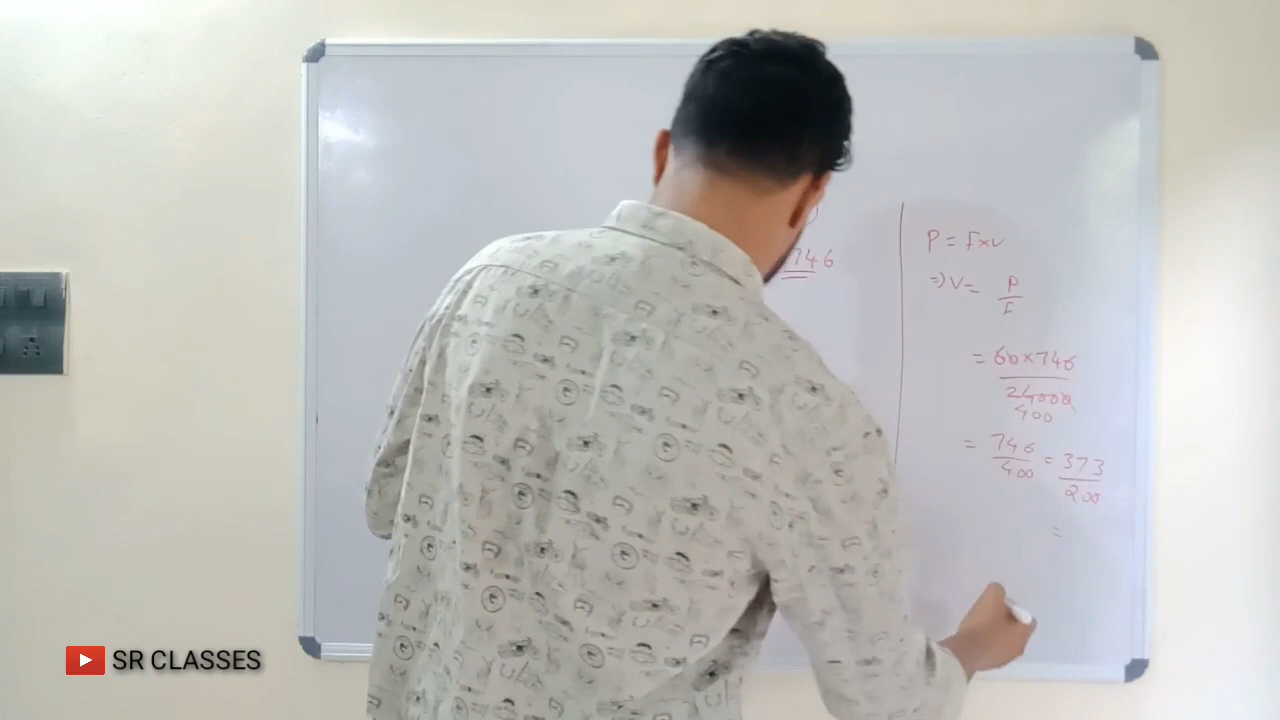 746
P = F×v
⇒ V = P/F
= 60×746/24000
400
= 746/400 = 373/200
=
SR CLASSES